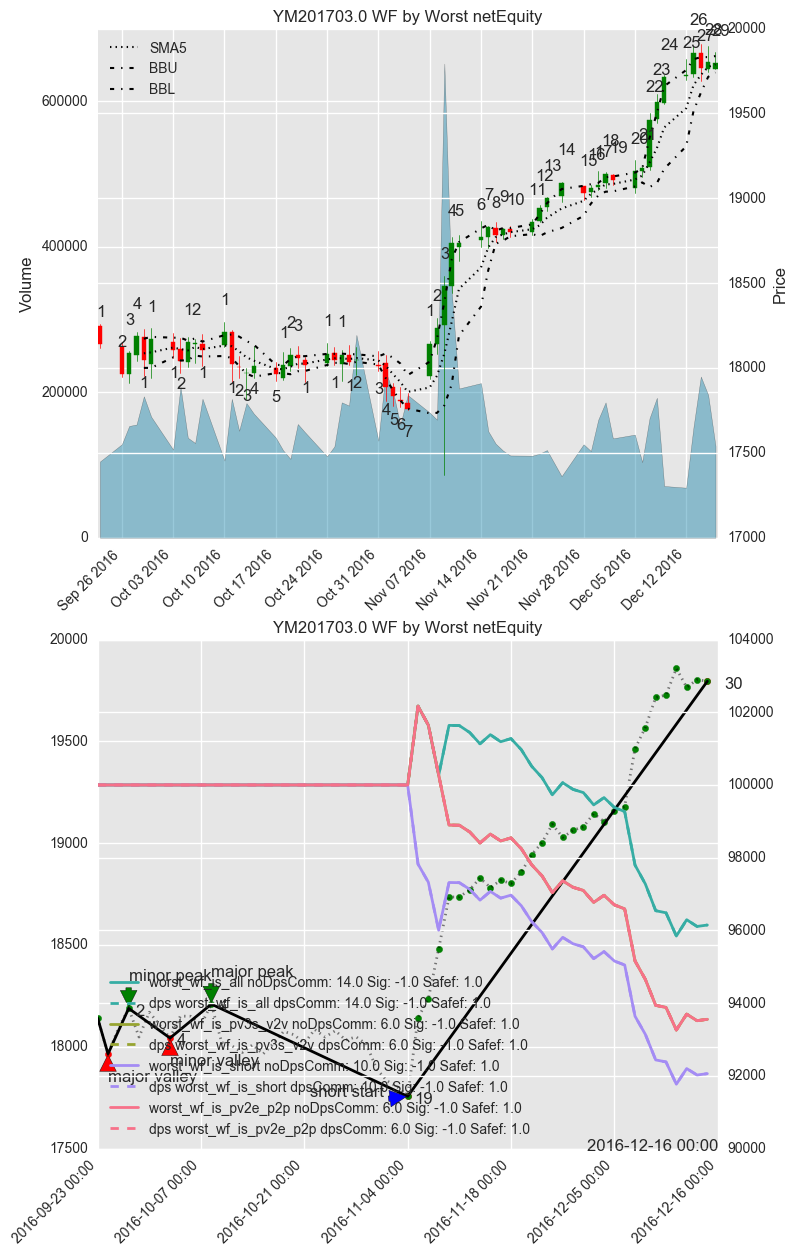 YM201703.0 WF by Worst netEquity
SMA5
BBU
BBL
Volume
Price
600000
400000
200000
0
20000
19500
19000
18500
18000
17500
17000
Sep 26 2016
Oct 03 2016
Oct 10 2016
Oct 17 2016
Oct 24 2016
Oct 31 2016
Nov 07 2016
Nov 14 2016
Nov 21 2016
Nov 28 2016
Dec 05 2016
Dec 12 2016
YM201703.0 WF by Worst netEquity
20000
19500
19000
18500
18000
17500
104000
102000
100000
98000
96000
94000
92000
90000
30
minor peak
major peak
worst_wf_is_all noDpsComm: 14.0 Sig: -1.0 Safef: 1.0
dps worst_wf_is_all dpsComm: 14.0 Sig: -1.0 Safef: 1.0
worst_wf_is_pv3s_v2v noDpsComm: 6.0 Sig: -1.0 Safef: 1.0
dps worst_wf_is_pv3s_v2v dpsComm: 6.0 Sig: -1.0 Safef: 1.0
minor valley
worst_wf_is_short noDpsComm: 10.0 Sig: -1.0 Safef: 1.0
major valley
dps worst_wf_is_short dpsComm: 10.0 Sig: -1.0 Safef: 1.0
short start
19
worst_wf_is_pv2e_p2p noDpsComm: 6.0 Sig: -1.0 Safef: 1.0
dps worst_wf_is_pv2e_p2p dpsComm: 6.0 Sig: -1.0 Safef: 1.0
2016-12-16 00:00
2016-09-23 00:00
2016-10-07 00:00
2016-10-21 00:00
2016-11-04 00:00
2016-11-18 00:00
2016-12-05 00:00
2016-12-16 00:00